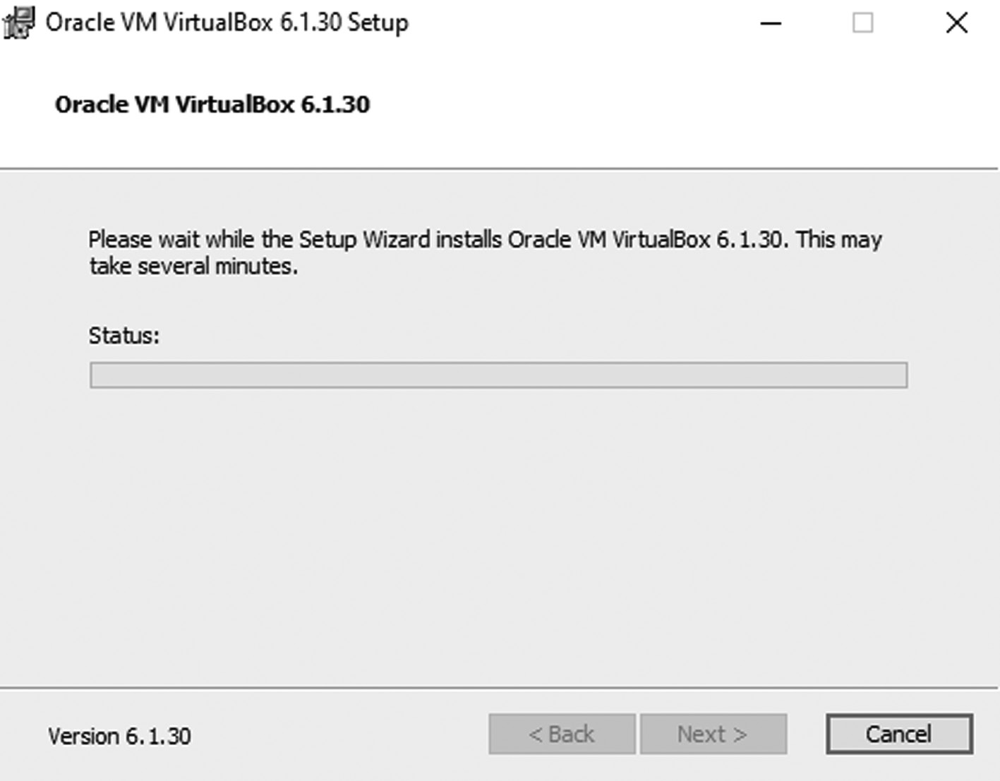 Oracle VM VirtualBox 6.1.30 Setup
Oracle VM VirtualBox 6.1.30
Please wait while the Setup Wizard installs Oracle VM VirtualBox 6.1.30. This may
take several minutes.
Status:
Version 6.1.30
< Back
Next >
Cancel